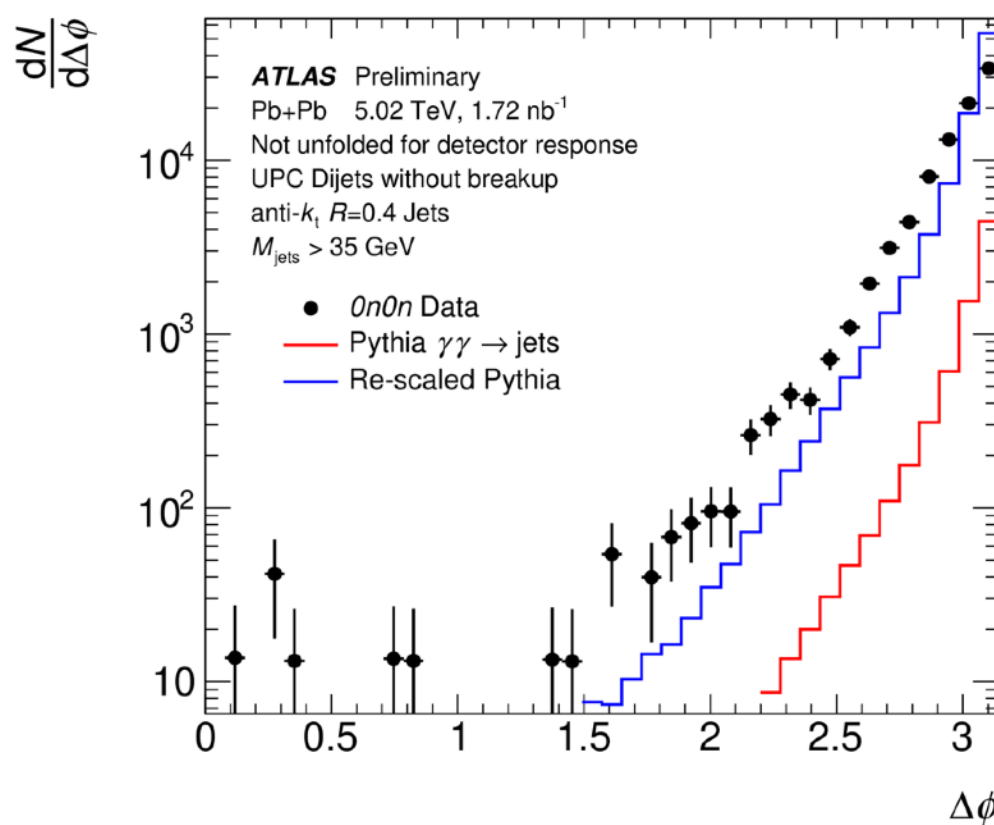 dN
dΔϕ
ATLAS Preliminary
Pb+Pb 5.02 TeV, 1.72 nb⁻¹
Not unfolded for detector response
UPC Dijets without breakup
anti-kₜ R=0.4 Jets
M_jets > 35 GeV
0n0n Data
Pythia γγ → jets
Re-scaled Pythia
10⁴
10³
10²
10
0 0.5 1 1.5 2 2.5 3
Δϕ